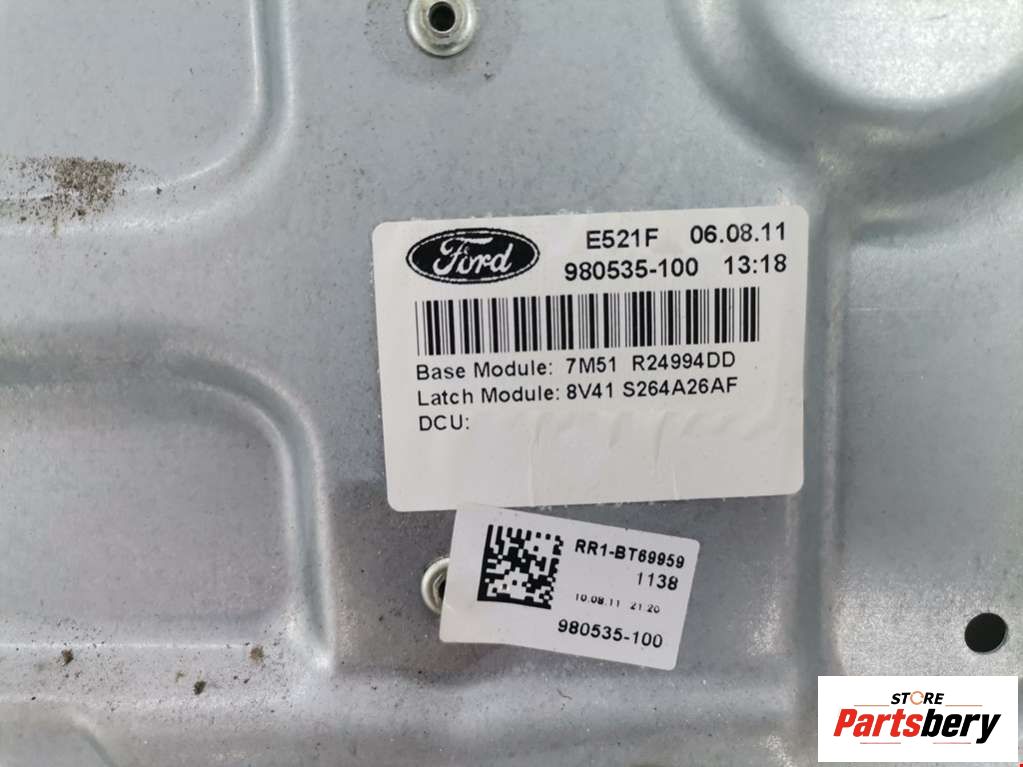 Ford
E521F 06.08.11
980535-100 13:18
Base Module: 7M51 R24994DD
Latch Module: 8V41 S264A26AF
DCU:
RR1-BT69959
1138
10.08.11 21:20
980535-100
STORE
Partsbery